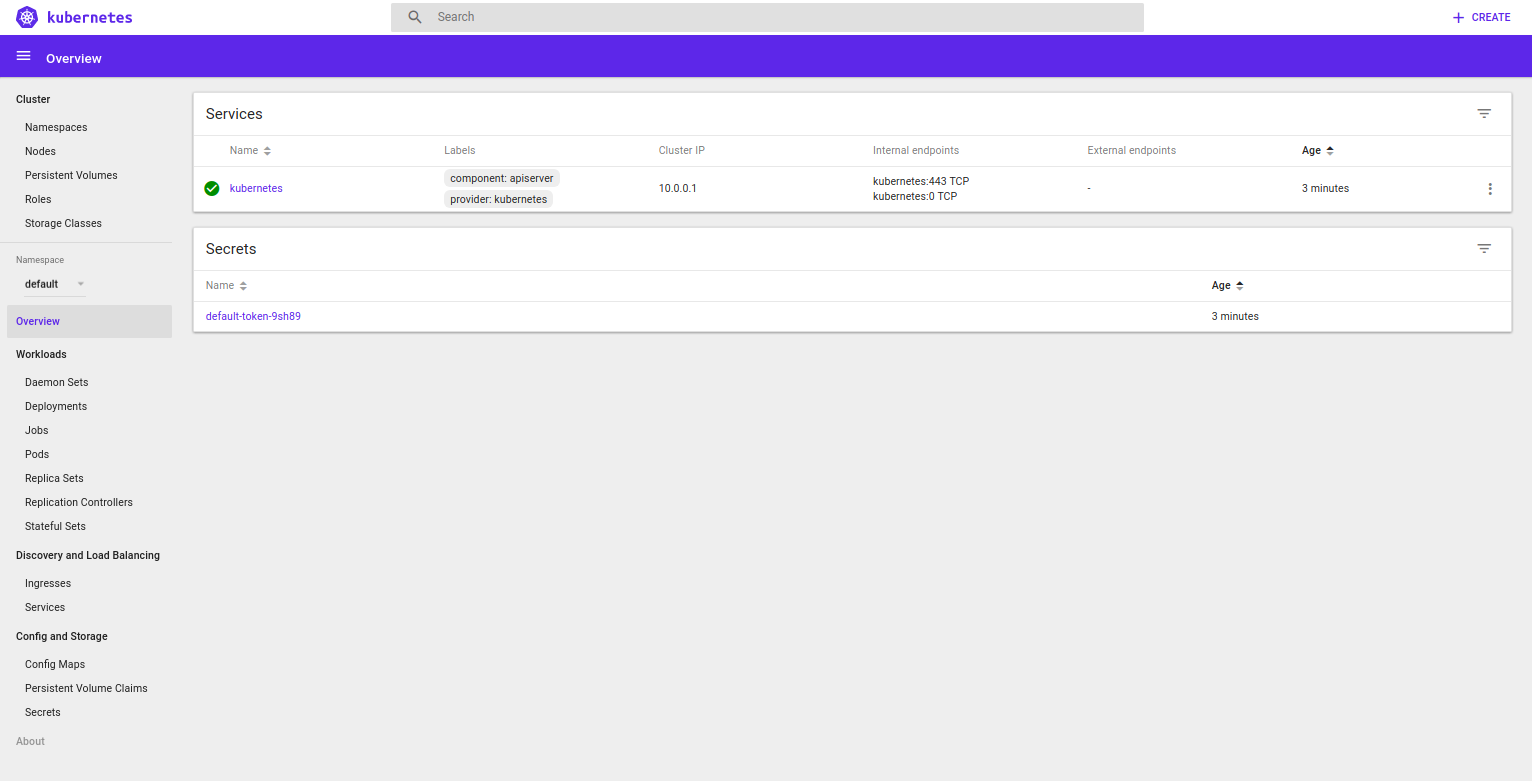 kubernetes
Search
CREATE
Overview
Cluster
Namespaces
Nodes
Persistent Volumes
Roles
Storage Classes
Namespace
default
Overview
Workloads
Daemon Sets
Deployments
Jobs
Pods
Replica Sets
Replication Controllers
Stateful Sets
Discovery and Load Balancing
Ingresses
Services
Config and Storage
Config Maps
Persistent Volume Claims
Secrets
About
Services
Name Labels Cluster IP Internal endpoints External endpoints Age
kubernetes component: apiserver provider: kubernetes 10.0.0.1 kubernetes:443 TCP kubernetes:0 TCP - 3 minutes
Secrets
Name Age
default-token-9sh89 3 minutes